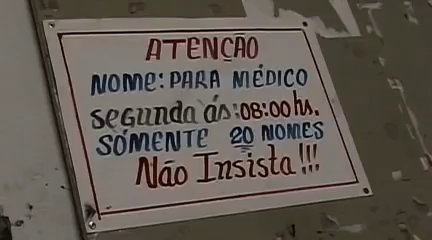 ATENÇÃO
NOME: PARA MÉDICO
segunda ás: 08:00 hs.
SÓMENTE 20 NOMES
Não Insista!!!